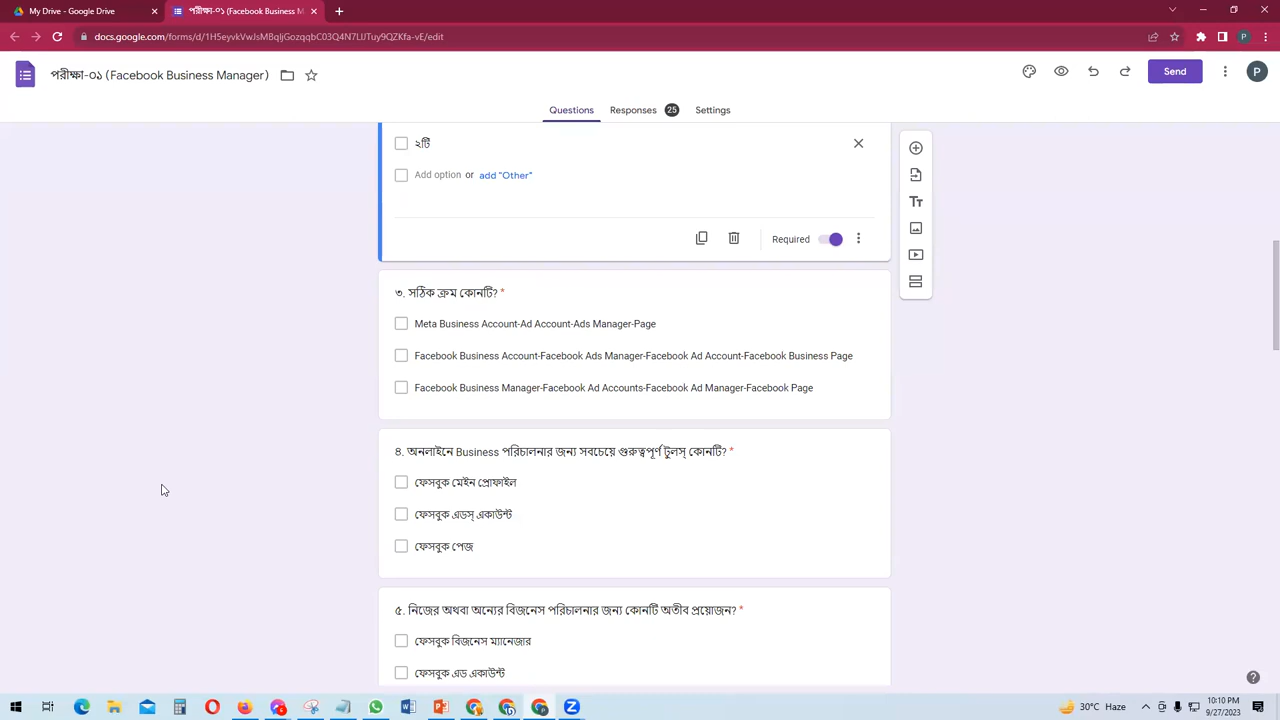 My Drive - Google Drive
পরীক্ষা-০১ (Facebook Business M
docs.google.com/forms/d/1H5eyvkVwJsMBqljGozqqbC03Q4N7LlJTuy9QZKfa-vE/edit
P
পরীক্ষা-০১ (Facebook Business Manager)
Send
P
Questions
Responses 25
Settings
২টি
Add option or add "Other"
Required
৩. সঠিক ক্রম কোনটি? *
Meta Business Account-Ad Account-Ads Manager-Page
Facebook Business Account-Facebook Ads Manager-Facebook Ad Account-Facebook Business Page
Facebook Business Manager-Facebook Ad Accounts-Facebook Ad Manager-Facebook Page
৪. অনলাইনে Business পরিচালনার জন্য সবচেয়ে গুরুত্বপূর্ণ টুলস্ কোনটি? *
ফেসবুক মেইন প্রোফাইল
ফেসবুক এডস্ একাউন্ট
ফেসবুক পেজ
৫. নিজের অথবা অন্যের বিজনেস পরিচালনার জন্য কোনটি অতীব প্রয়োজন? *
ফেসবুক বিজনেস ম্যানেজার
ফেসবুক এড একাউন্ট
30°C Haze
10:10 PM
9/27/2023